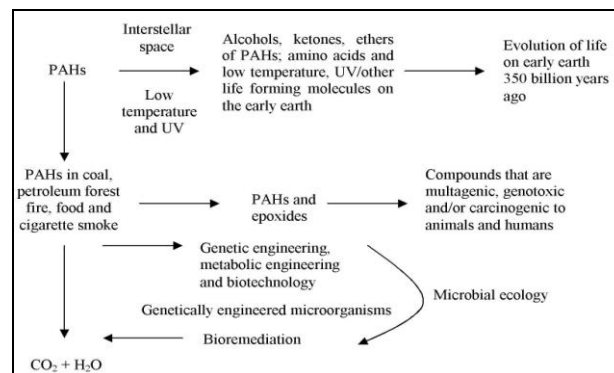 Interstellar
space
PAHs
Low
temperature
and UV
Alcohols, ketones, ethers
of PAHs; amino acids and
low temperature, UV/other
life forming molecules on
the early earth
Evolution of life
on early earth
350 billion years
ago
PAHs in coal,
petroleum forest
fire, food and
cigarette smoke
PAHs and
epoxides
Compounds that are
multagenic, genotoxic
and/or carcinogenic to
animals and humans
Genetic engineering,
metabolic engineering
and biotechnology
Microbial ecology
Genetically engineered microorganisms
Bioremediation
CO₂ + H₂O